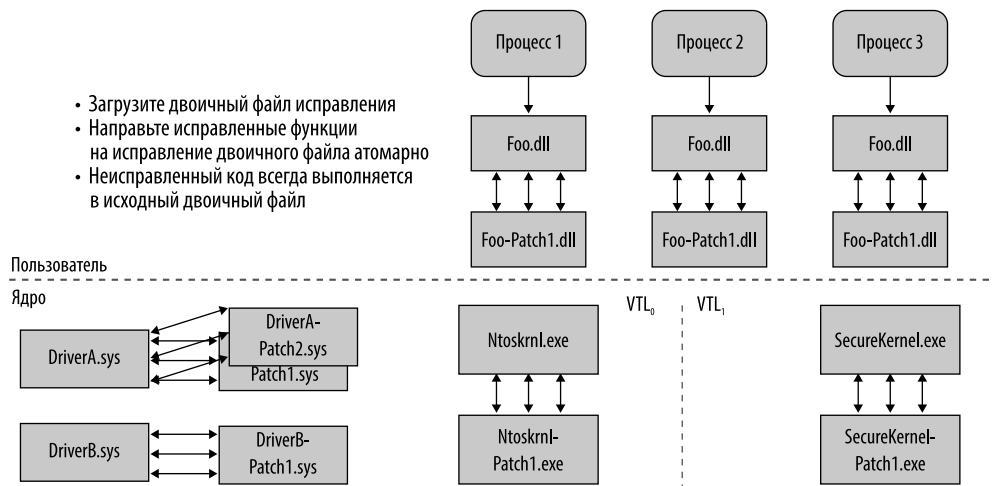 Процесс 1
Процесс 2
Процесс 3
• Загрузите двоичный файл исправления
• Направьте исправленные функции
на исправление двоичного файла атомарно
• Неисправленный код всегда выполняется
в исходный двоичный файл
Foo.dll
Foo.dll
Foo.dll
Foo-Patch1.dll
Foo-Patch1.dll
Foo-Patch1.dll
Пользователь
Ядро
VTL₀
VTL₁
DriverA.sys
DriverA-
Patch2.sys
Patch1.sys
Ntoskrnl.exe
SecureKernel.exe
DriverB.sys
DriverB-
Patch1.sys
Ntoskrnl-
Patch1.exe
SecureKernel-
Patch1.exe